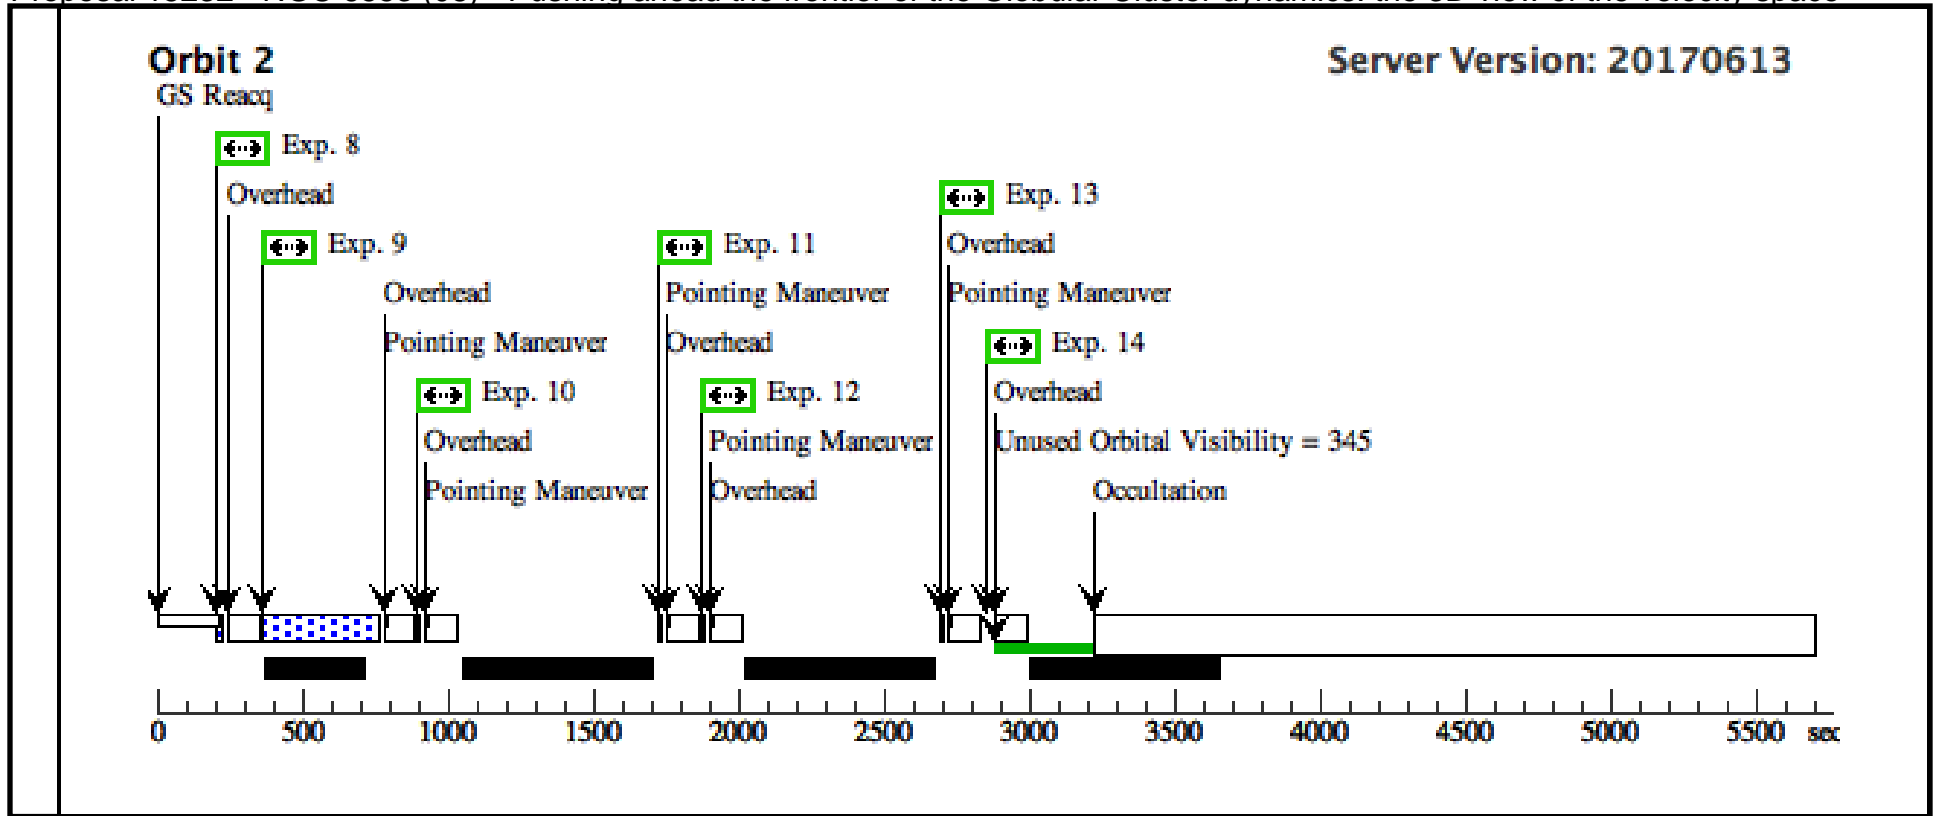 Orbit 2
Server Version: 20170613
GS Reacq
Exp. 8
Overhead
Exp. 13
Exp. 9
Exp. 11
Overhead
Overhead
Pointing Maneuver
Pointing Maneuver
Pointing Maneuver
Overhead
Exp. 14
Exp. 10
Exp. 12
Overhead
Overhead
Pointing Maneuver
Unused Orbital Visibility = 345
Pointing Maneuver
Overhead
Occultation
0 500 1000 1500 2000 2500 3000 3500 4000 4500 5000 5500 sec